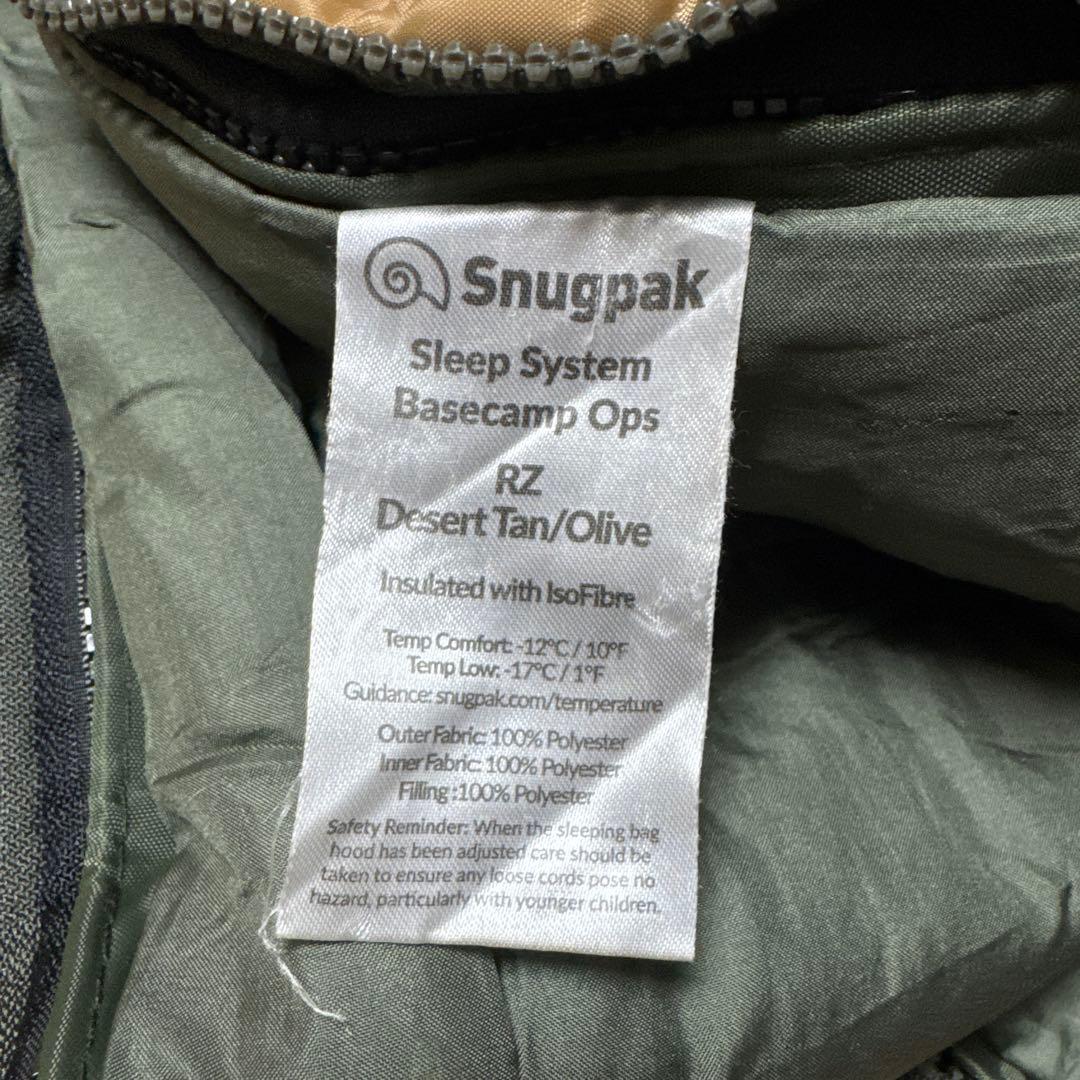 Snugpak
Sleep System
Basecamp Ops
RZ
Desert Tan/Olive
Insulated with IsoFibre
Temp Comfort: -12°C / 10°F
Temp Low: -17°C / 1°F
Guidance: snugpak.com/temperature
Outer Fabric: 100% Polyester
Inner Fabric: 100% Polyester
Filling :100% Polyester
Safety Reminder: When the sleeping bag
hood has been adjusted care should be
taken to ensure any loose cords pose no
hazard, particularly with younger children.